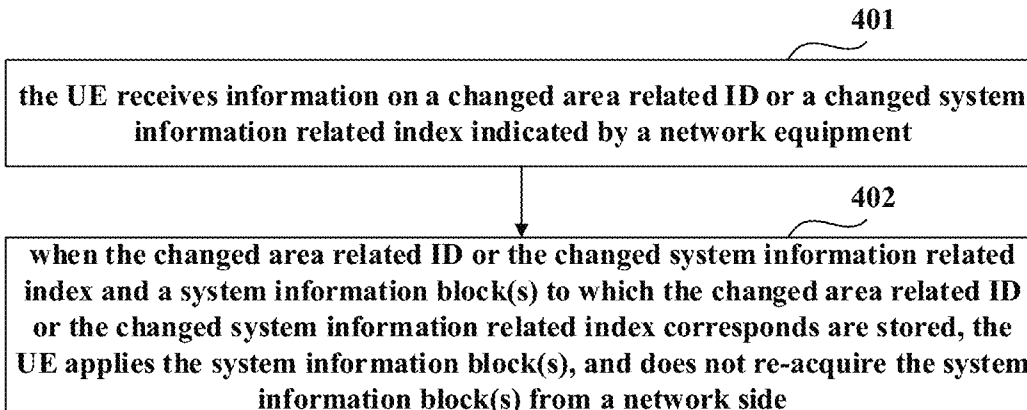 401
the UE receives information on a changed area related ID or a changed system
information related index indicated by a network equipment
402
when the changed area related ID or the changed system information related
index and a system information block(s) to which the changed area related ID
or the changed system information related index corresponds are stored, the
UE applies the system information block(s), and does not re-acquire the system
information block(s) from a network side